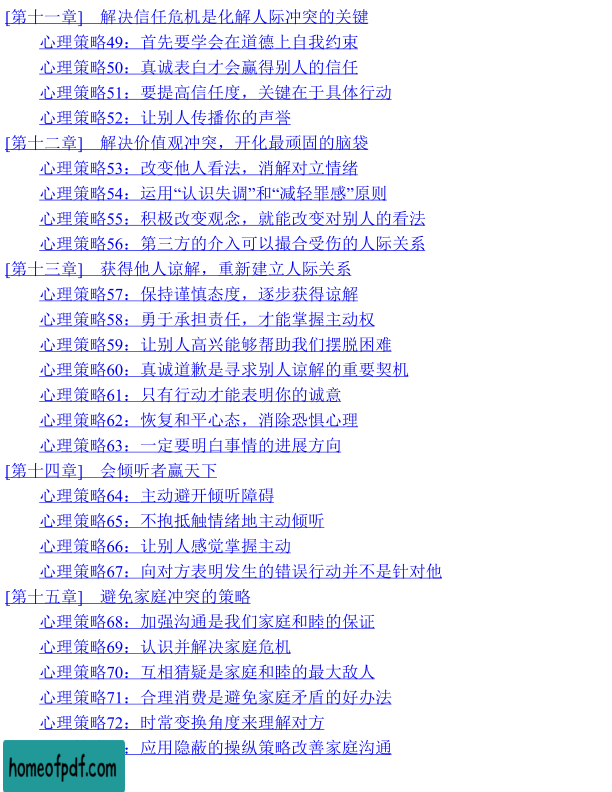 [第十一章] 解决信任危机是化解人际冲突的关键
心理策略49：首先要学会在道德上自我约束
心理策略50：真诚表白才会赢得别人的信任
心理策略51：要提高信任度，关键在于具体行动
心理策略52：让别人传播你的声誉
[第十二章] 解决价值观冲突，开化最顽固的脑袋
心理策略53：改变他人看法，消解对立情绪
心理策略54：运用“认识失调”和“减轻罪感”原则
心理策略55：积极改变观念，就能改变对别人的看法
心理策略56：第三方的介入可以撮合受伤的人际关系
[第十三章] 获得他人谅解，重新建立人际关系
心理策略57：保持谨慎态度，逐步获得谅解
心理策略58：勇于承担责任，才能掌握主动权
心理策略59：让别人高兴能够帮助我们摆脱困难
心理策略60：真诚道歉是寻求别人谅解的重要契机
心理策略61：只有行动才能表明你的诚意
心理策略62：恢复和平心态，消除恐惧心理
心理策略63：一定要明白事情的进展方向
[第十四章] 会倾听者赢天下
心理策略64：主动避开倾听障碍
心理策略65：不抱抵触情绪地主动倾听
心理策略66：让别人感觉掌握主动
心理策略67：向对方表明发生的错误行动并不是针对他
[第十五章] 避免家庭冲突的策略
心理策略68：加强沟通是我们家庭和睦的保证
心理策略69：认识并解决家庭危机
心理策略70：互相猜疑是家庭和睦的最大敌人
心理策略71：合理消费是避免家庭矛盾的好办法
心理策略72：时常变换角度来理解对方
：应用隐蔽的操纵策略改善家庭沟通
homeofpdf.com